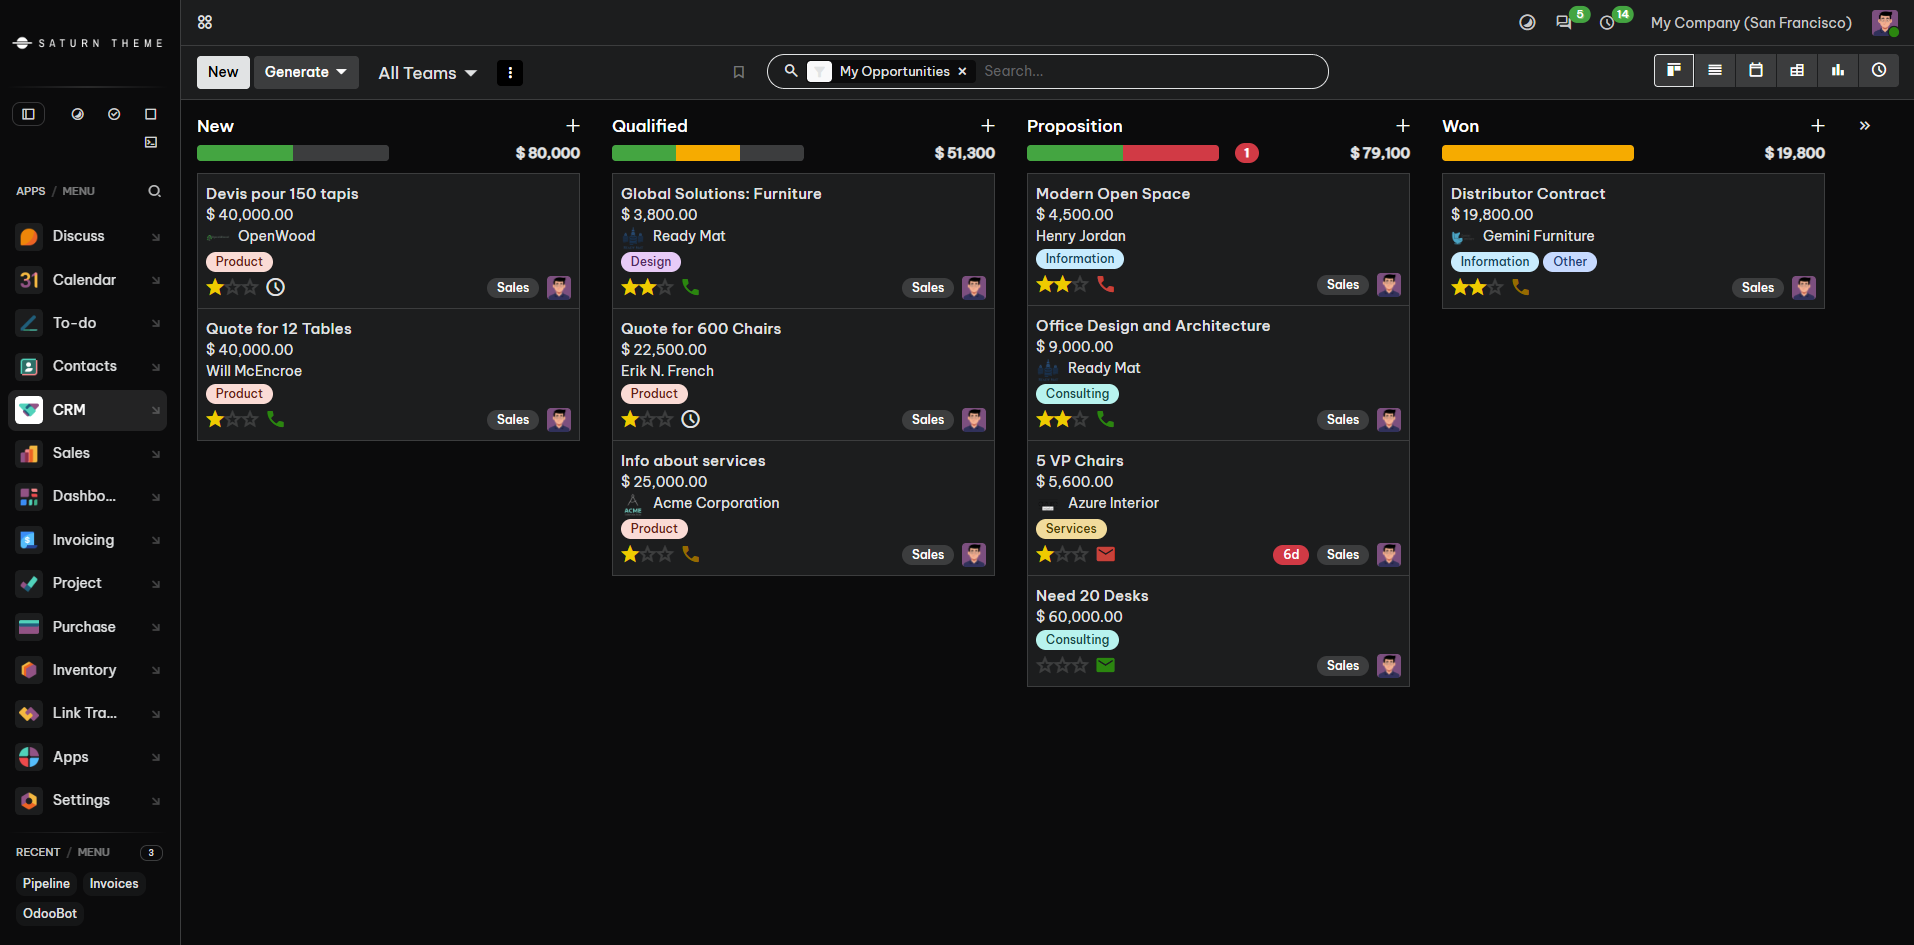 SATURN THEME
5
14
My Company (San Francisco)
New
Generate
All Teams
My Opportunities ×
Search...
APPS / MENU
Discuss
31 Calendar
To-do
Contacts
CRM
Sales
Dashbo...
Invoicing
Project
Purchase
Inventory
Link Tra...
Apps
Settings
RECENT / MENU 3
Pipeline Invoices
OdooBot
New
$ 80,000
Devis pour 150 tapis
$ 40,000.00
OpenWood
Product
Sales
Quote for 12 Tables
$ 40,000.00
Will McEncroe
Product
Sales
Qualified
$ 51,300
Global Solutions: Furniture
$ 3,800.00
Ready Mat
Design
Sales
Quote for 600 Chairs
$ 22,500.00
Erik N. French
Product
Sales
Info about services
$ 25,000.00
ACME Acme Corporation
Product
Sales
Proposition
1 $ 79,100
Modern Open Space
$ 4,500.00
Henry Jordan
Information
Sales
Office Design and Architecture
$ 9,000.00
Ready Mat
Consulting
Sales
5 VP Chairs
$ 5,600.00
Azure Interior
Services
6d Sales
Need 20 Desks
$ 60,000.00
Consulting
Sales
Won
$ 19,800
Distributor Contract
$ 19,800.00
Gemini Furniture
Information Other
Sales